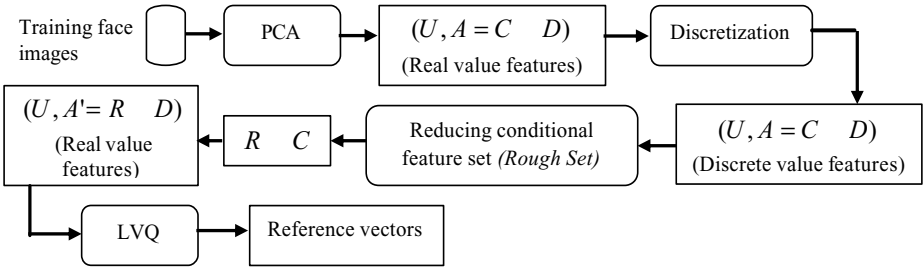 Training face
images
PCA
(U, A = C D)
(Real value features)
Discretization
(U, A = C D)
(Discrete value features)
Reducing conditional
feature set (Rough Set)
R C
(U, A'= R D)
(Real value
features)
LVQ
Reference vectors